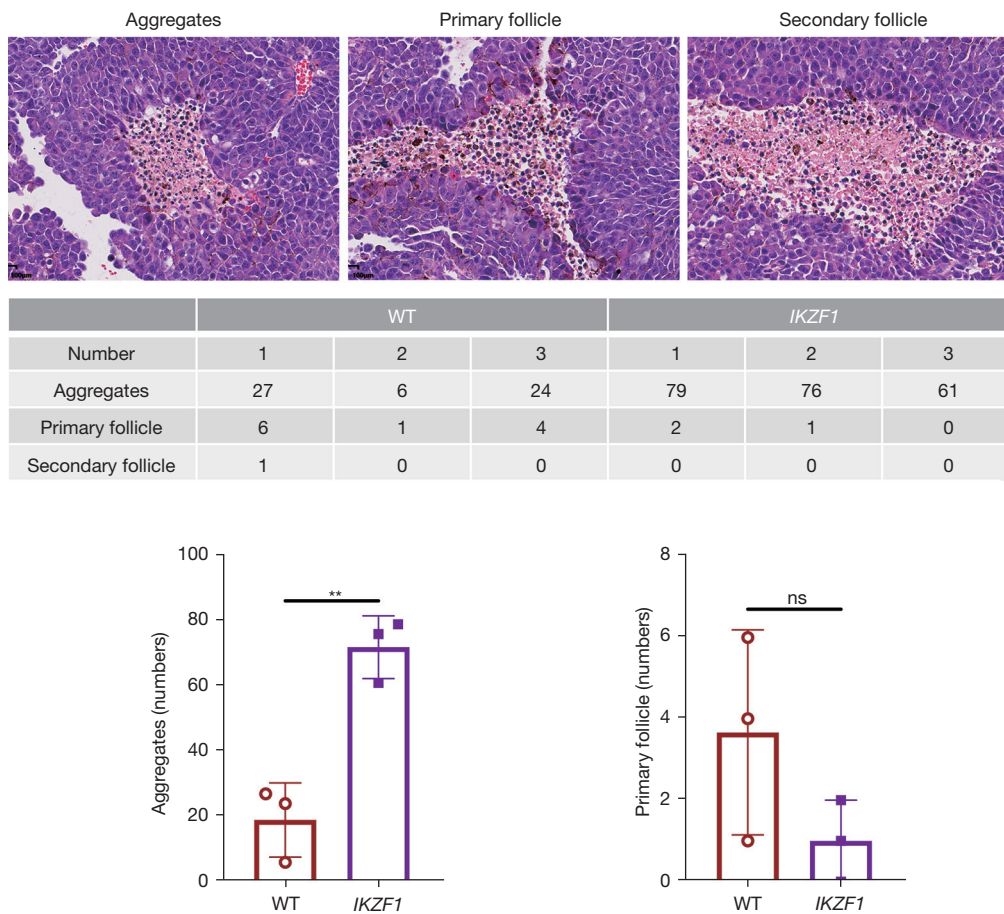 Aggregates Primary follicle Secondary follicle
100μm 100μm
WT IKZF1
Number 1 2 3 1 2 3
Aggregates 27 6 24 79 76 61
Primary follicle 6 1 4 2 1 0
Secondary follicle 1 0 0 0 0 0
Aggregates (numbers)
100
80
60
40
20
0
**
WT IKZF1
Primary follicle (numbers)
8
6
4
2
0
ns
WT IKZF1